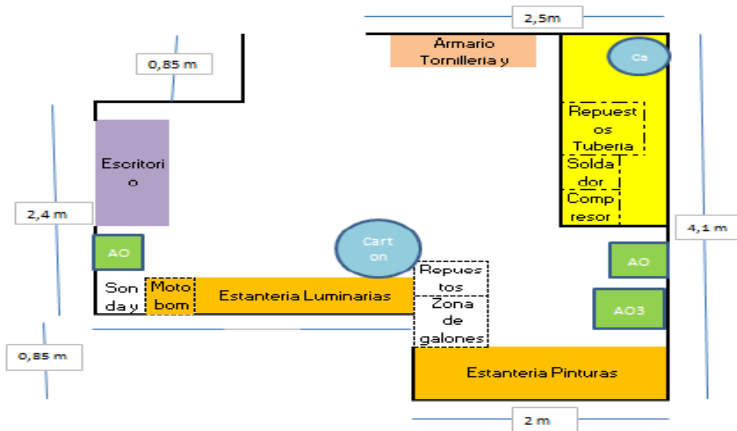 2,5m
Armario
Tornilleria y
Ca
0,85 m
Repuest
os
Tuberia
Solda
dor
Comp
resor
Escritori
o
2,4 m
4,1 m
AO
Cart
on
AO
Repues
tos
Son
da y
Moto
bom
Estanteria Luminarias
Zona
de
galones
AO3
0,85 m
Estanteria Pinturas
2 m